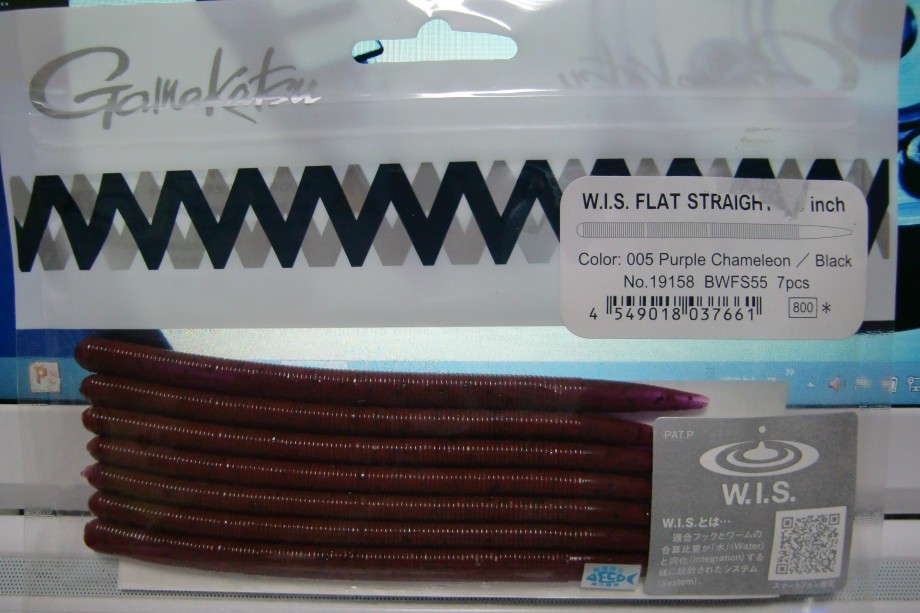 Gamakatsu
W.I.S. FLAT STRAIGHT inch
Color: 005 Purple Chameleon / Black
No.19158 BWFS55 7pcs
4 549018 037661
800 *
PAT.P
W.I.S.
W.I.S.とは…
適合フックとワームの
合算比重が「水」(Water)
と同化(Integration)する
様に設計されたシステム
(System)。
ECO